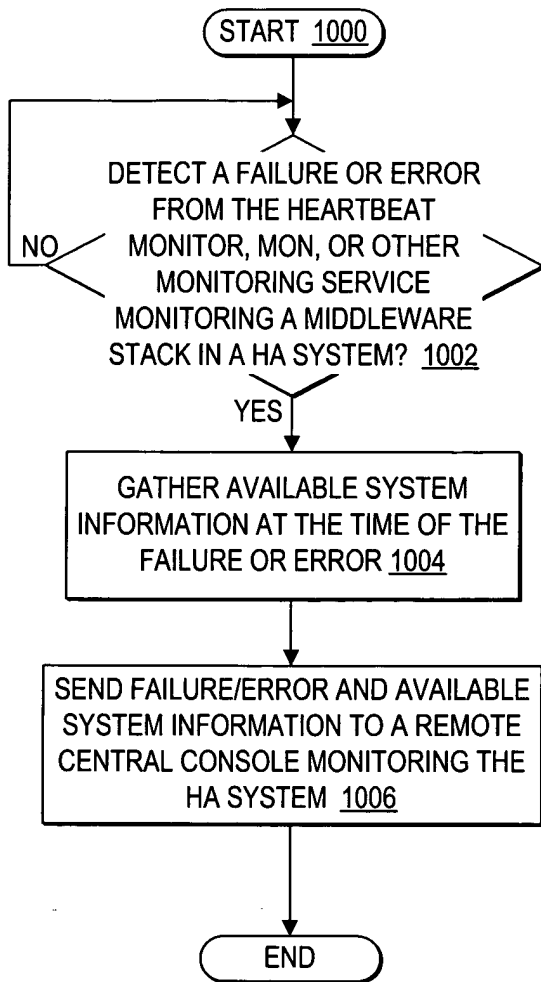 START 1000
DETECT A FAILURE OR ERROR
FROM THE HEARTBEAT
NO
MONITOR, MON, OR OTHER
MONITORING SERVICE
MONITORING A MIDDLEWARE
STACK IN A HA SYSTEM? 1002
YES
GATHER AVAILABLE SYSTEM
INFORMATION AT THE TIME OF THE
FAILURE OR ERROR 1004
SEND FAILURE/ERROR AND AVAILABLE
SYSTEM INFORMATION TO A REMOTE
CENTRAL CONSOLE MONITORING THE
HA SYSTEM 1006
END